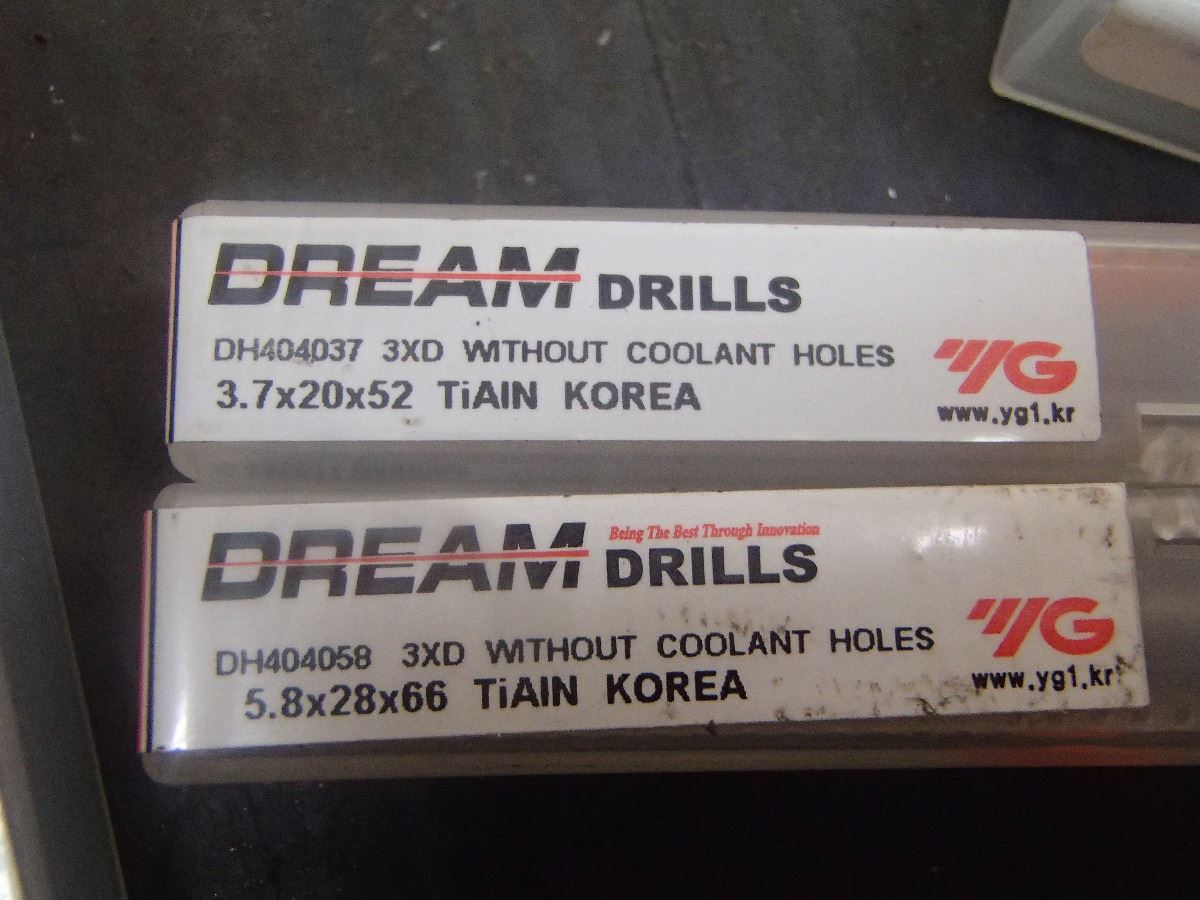 DREAM DRILLS
DH404037 3XD WITHOUT COOLANT HOLES
3.7x20x52 TiAIN KOREA
YG
www.yg1.kr
Being The Best Through Innovation
DREAM DRILLS
DH404058 3XD WITHOUT COOLANT HOLES
5.8x28x66 TiAIN KOREA
YG
www.yg1.kr